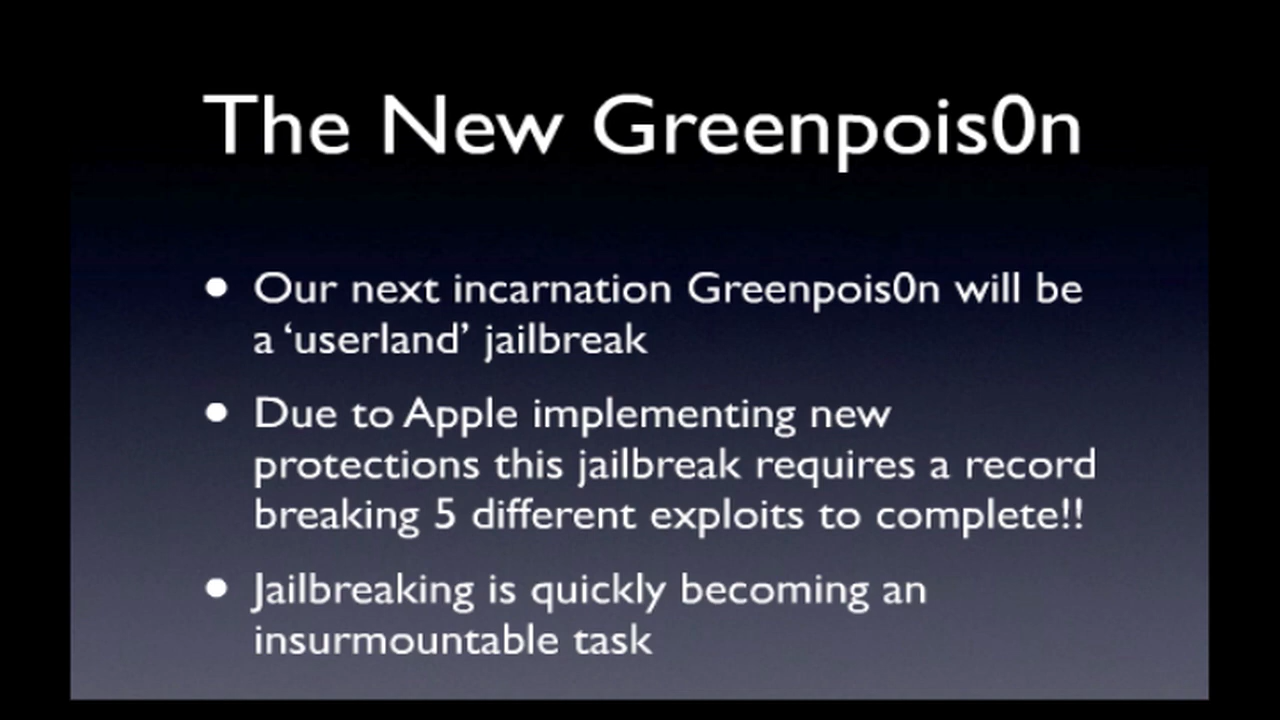 The New Greenpois0n
• Our next incarnation Greenpois0n will be
a ‘userland’ jailbreak
• Due to Apple implementing new
protections this jailbreak requires a record
breaking 5 different exploits to complete!!
• Jailbreaking is quickly becoming an
insurmountable task